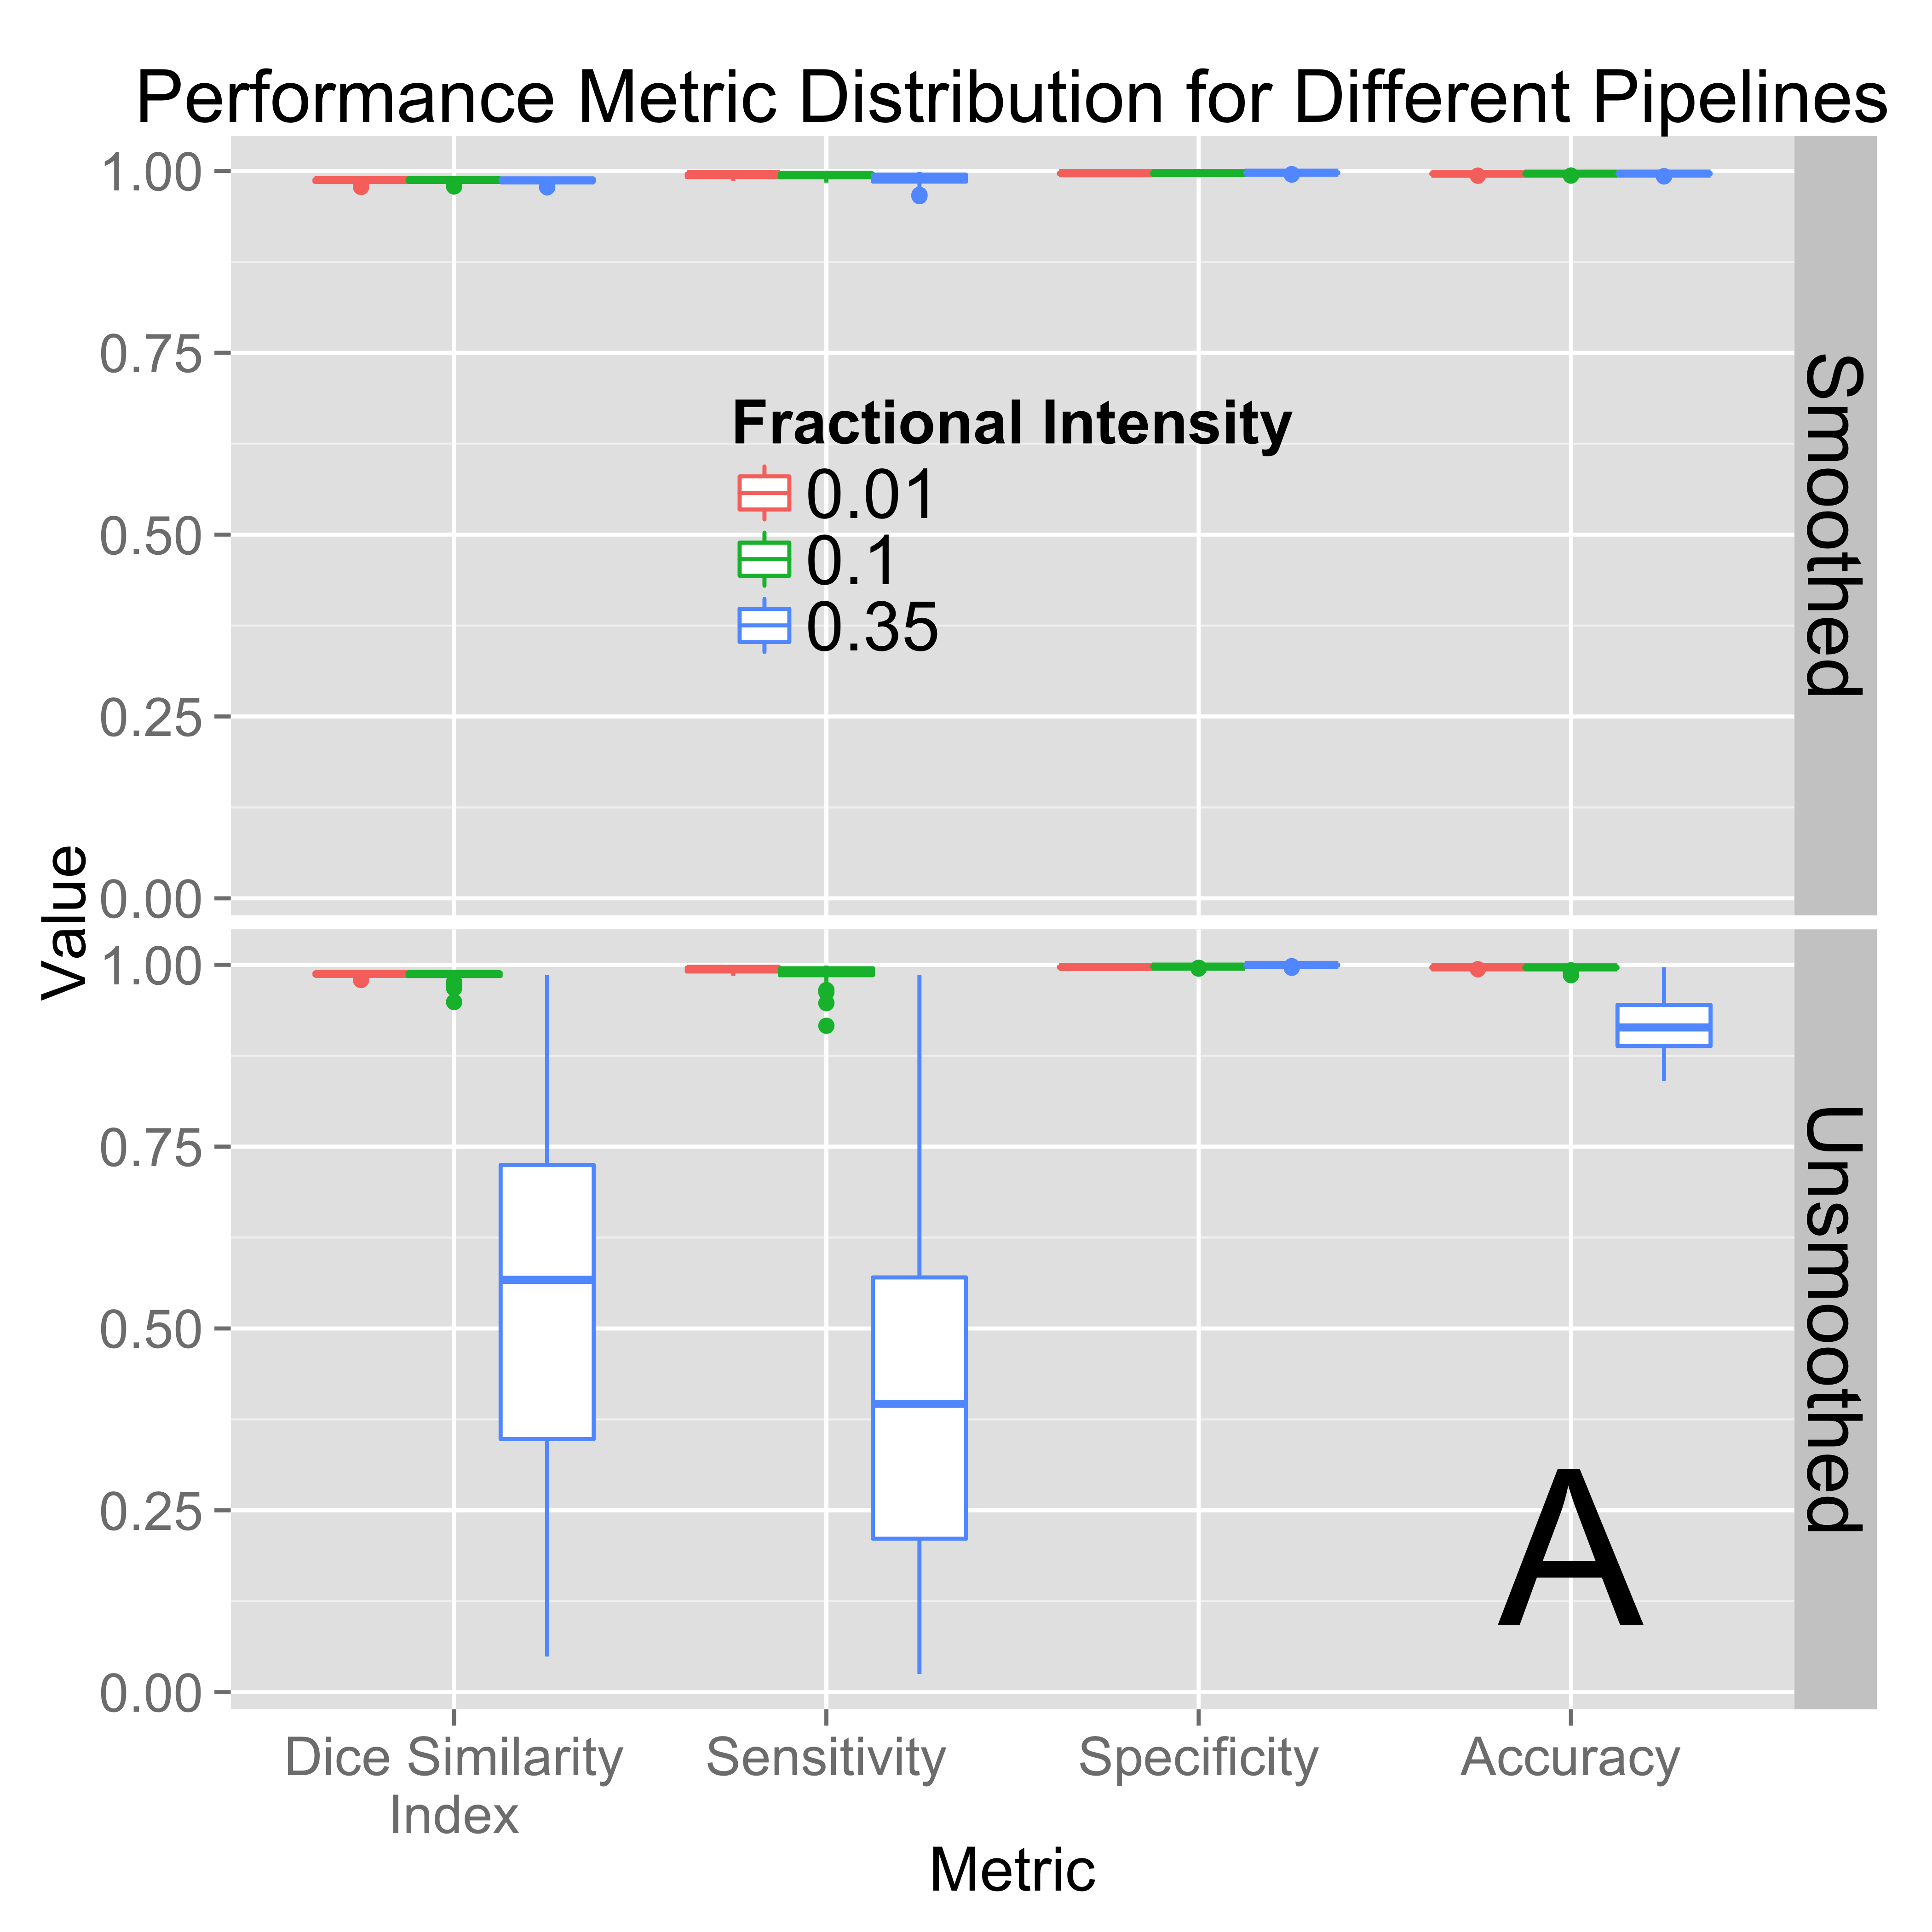 Performance Metric Distribution for Different Pipelines
1.00
0.75
0.50
0.25
0.00
Fractional Intensity
0.01
0.1
0.35
Smoothed
Value
1.00
0.75
0.50
0.25
0.00
A
Unsmoothed
Dice Similarity
Index
Sensitivity
Specificity
Accuracy
Metric